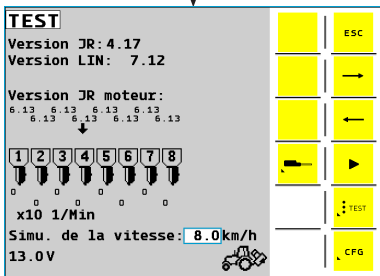 TEST
Version JR: 4.17
Version LIN: 7.12
Version JR moteur:
6.13 6.13 6.13 6.13
6.13 6.13 6.13 6.13
1 2 3 4 5 6 7 8
0 0 0 0
0 0 0 0
x10 1/Min
Simu. de la vitesse: 8.0 km/h
13.0V
ESC
TEST
CFG